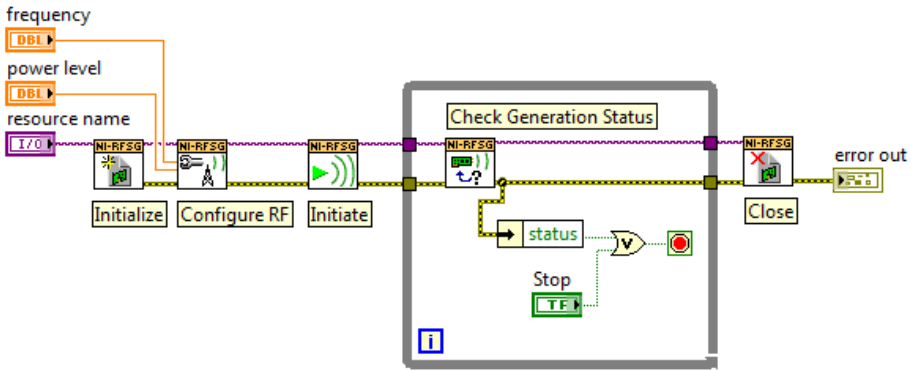 frequency
DBL
power level
DBL
resource name
I/O
NI-RFSG
Initialize
NI-RFSG
Configure RF
NI-RFSG
Initiate
Check Generation Status
NI-RFSG
?
status
V
Stop
TF
i
NI-RFSG
Close
error out